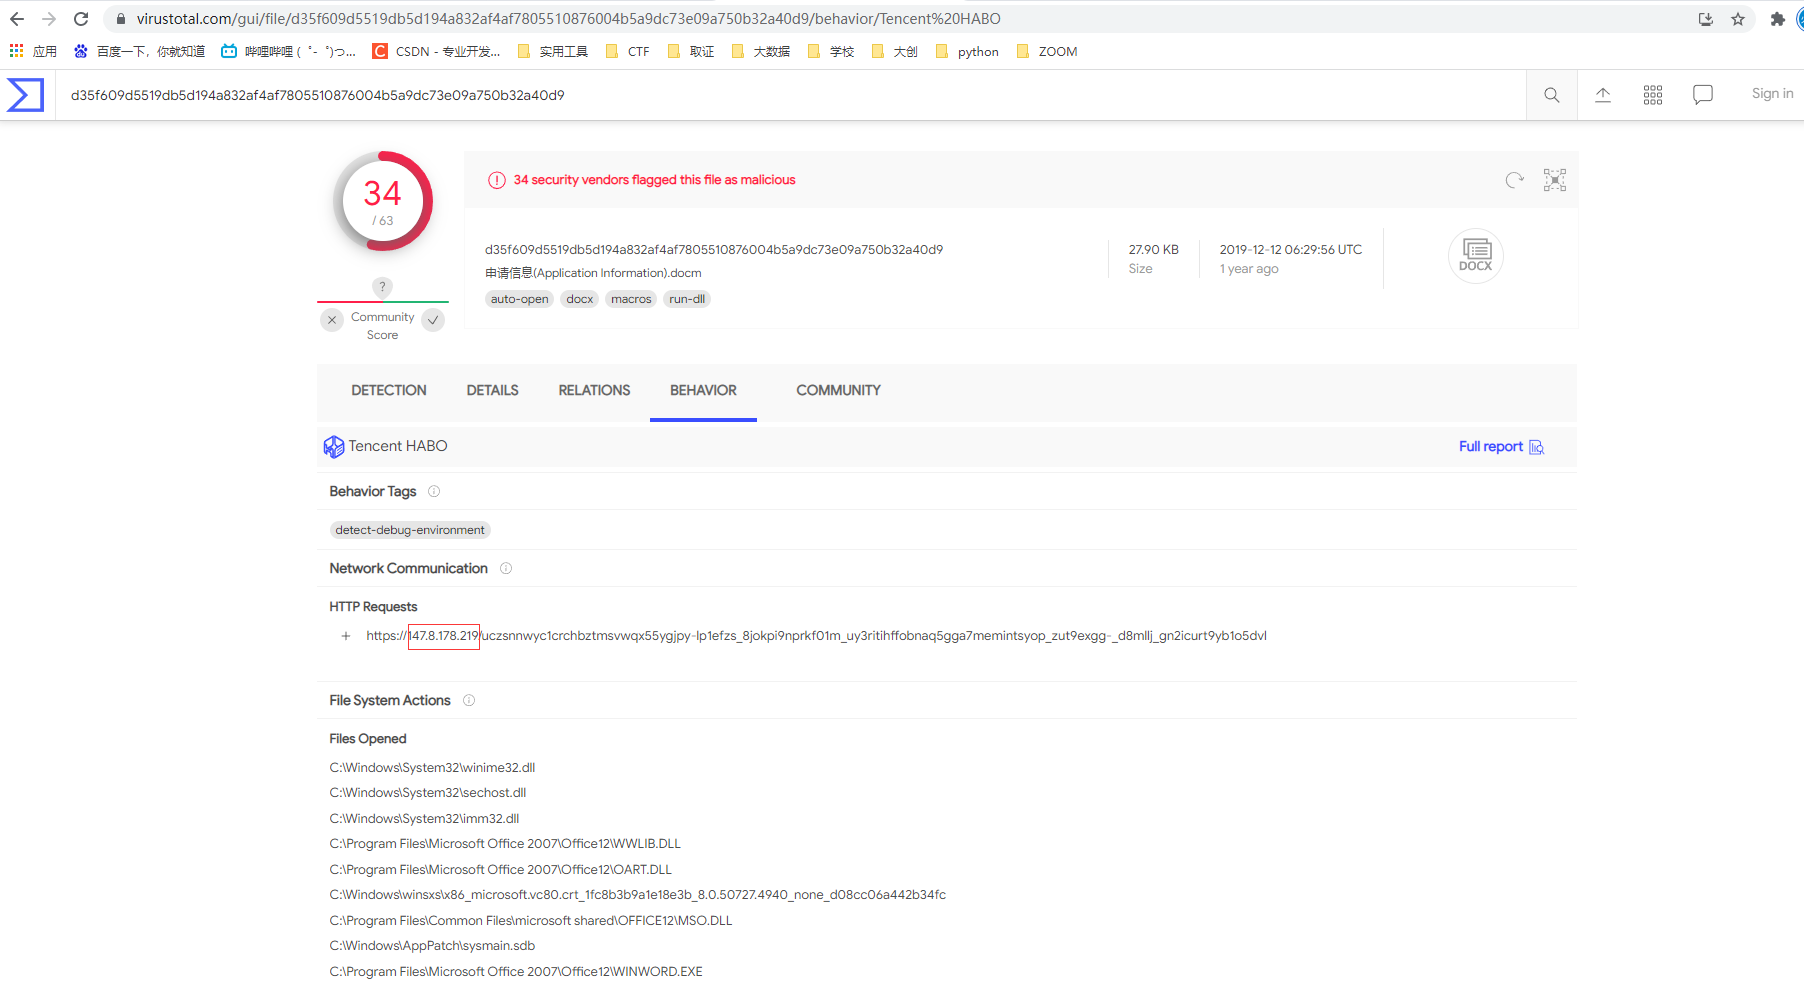 virustotal.com/gui/file/d35f609d5519db5d194a832af4af7805510876004b5a9dc73e09a750b32a40d9/behavior/Tencent%20HABO
应用 百度一下，你就知道 哔哩哔哩 (゜-゜)つ... CSDN - 专业开发... 实用工具 CTF 取证 大数据 学校 大创 python ZOOM
d35f609d5519db5d194a832af4af7805510876004b5a9dc73e09a750b32a40d9
Sign in
34
/ 63
?
Community
Score
34 security vendors flagged this file as malicious
d35f609d5519db5d194a832af4af7805510876004b5a9dc73e09a750b32a40d9
申请信息(Application Information).docm
auto-open docx macros run-dll
27.90 KB
Size
2019-12-12 06:29:56 UTC
1 year ago
DOCX
DETECTION DETAILS RELATIONS BEHAVIOR COMMUNITY
Tencent HABO
Full report
Behavior Tags
detect-debug-environment
Network Communication
HTTP Requests
+ https://147.8.178.219/uczsnnwyc1crchbztmsvwqx55ygjpy-lp1efzs_8jokpi9nprkf01m_uy3ritihffobnaq5gga7memintsyop_zut9exgg-_d8mllj_gn2icurt9yb1o5dvl
File System Actions
Files Opened
C:\Windows\System32\winime32.dll
C:\Windows\System32\sechost.dll
C:\Windows\System32\imm32.dll
C:\Program Files\Microsoft Office 2007\Office12\WWLIB.DLL
C:\Program Files\Microsoft Office 2007\Office12\OART.DLL
C:\Windows\winsxs\x86_microsoft.vc80.crt_1fc8b3b9a1e18e3b_8.0.50727.4940_none_d08cc06a442b34fc
C:\Program Files\Common Files\microsoft shared\OFFICE12\MSO.DLL
C:\Windows\AppPatch\sysmain.sdb
C:\Program Files\Microsoft Office 2007\Office12\WINWORD.EXE